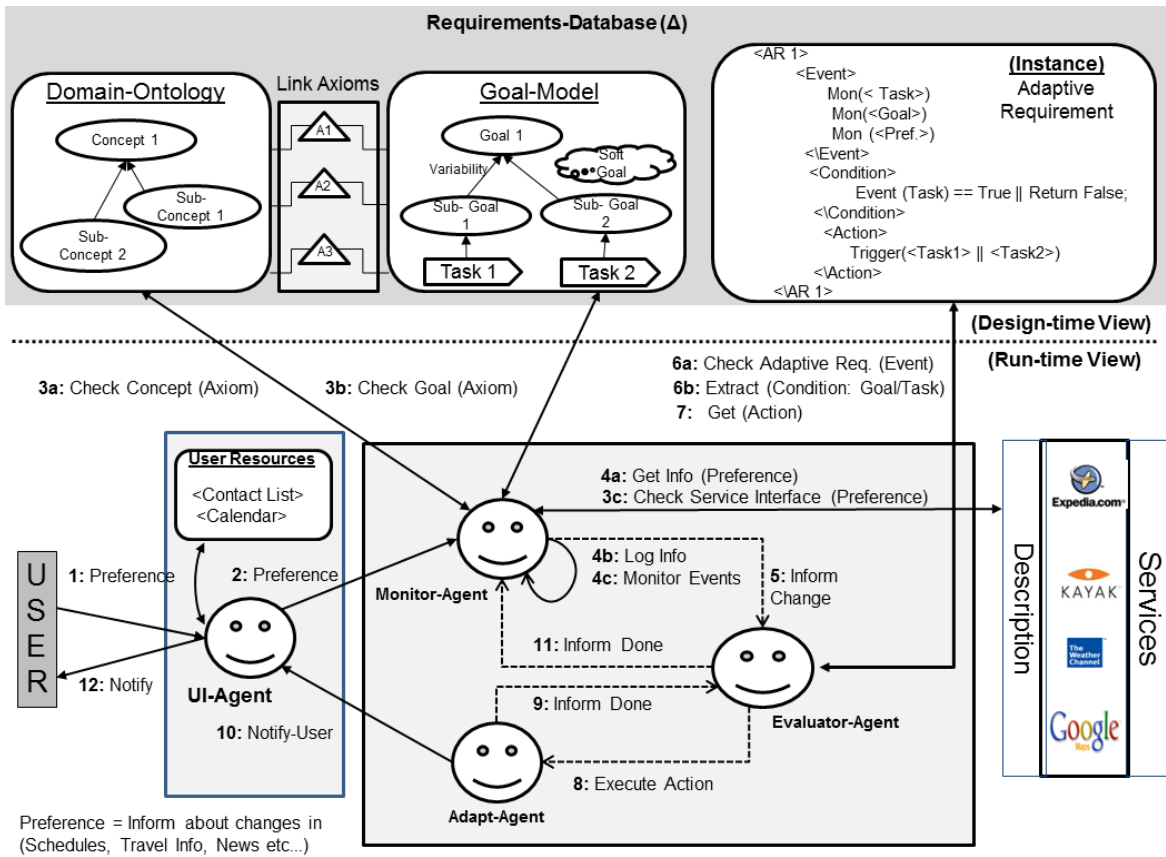 Requirements-Database (Δ)
Domain-Ontology
Concept 1
Sub-
Concept 1
Sub-
Concept 2
Link Axioms
A1
A2
A3
Goal-Model
Goal 1
Variability
Soft
Goal
Sub- Goal
1
Sub- Goal
2
Task 1
Task 2
<AR 1>
<Event>
Mon(< Task>)
Mon(<Goal>)
Mon (<Pref.>)
<\Event>
<Condition>
Event (Task) == True || Return False;
<\Condition>
<Action>
Trigger(<Task1> || <Task2>)
<\Action>
<\AR 1>
(Instance)
Adaptive
Requirement
(Design-time View)
(Run-time View)
3a: Check Concept (Axiom)
3b: Check Goal (Axiom)
6a: Check Adaptive Req. (Event)
6b: Extract (Condition: Goal/Task)
7: Get (Action)
User Resources
<Contact List>
<Calendar>
4a: Get Info (Preference)
3c: Check Service Interface (Preference)
USER
1: Preference
2: Preference
12: Notify
UI-Agent
10: Notify-User
Monitor-Agent
4b: Log Info
4c: Monitor Events
5: Inform
Change
11: Inform Done
9: Inform Done
Evaluator-Agent
8: Execute Action
Adapt-Agent
Description
Expedia.com®
KAYAK
The
Weather
Channel
Google
Maps
Services
Preference = Inform about changes in
(Schedules, Travel Info, News etc...)